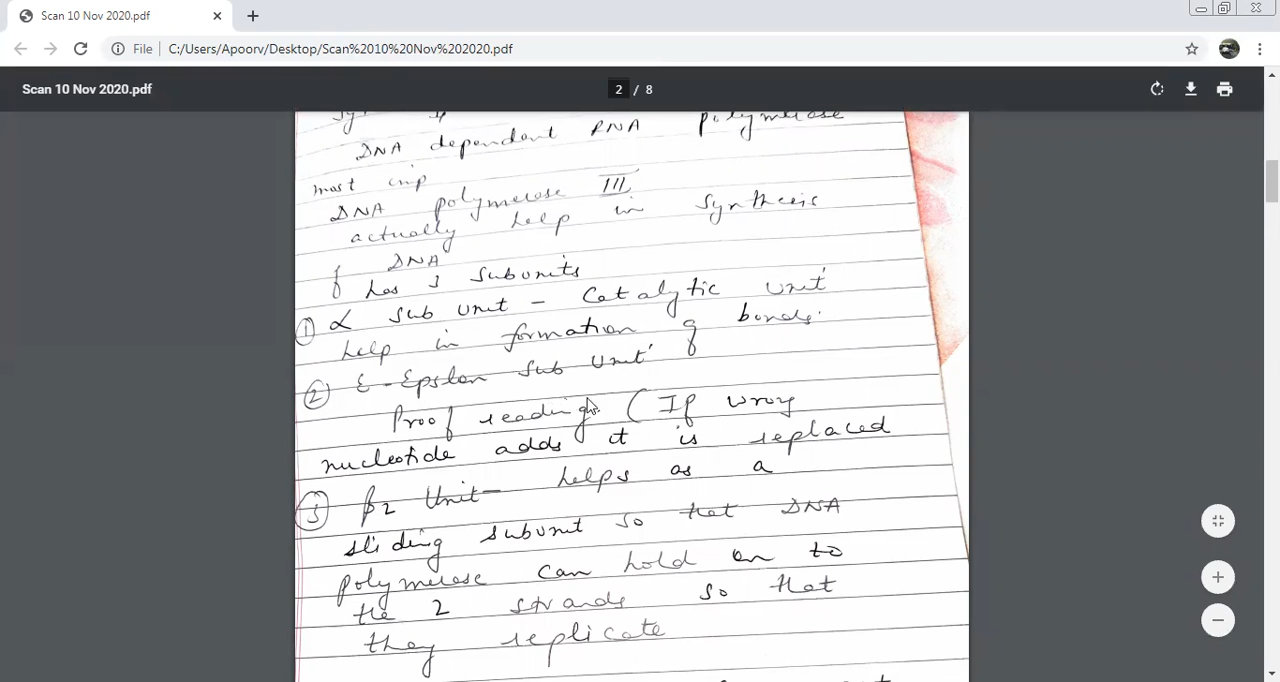 Scan 10 Nov 2020.pdf
File C:/Users/Apoorv/Desktop/Scan%2010%20Nov%202020.pdf
Scan 10 Nov 2020.pdf
2 / 8
DNA dependent RNA polymerase
most imp
DNA polymerase III
actually help in synthesis
of DNA
has 3 subunits
① α sub unit - Catalytic unit
help in formation of bonds.
② ε - Epsilon sub Unit
Proof reading (If wrong
nucleotide adds it is replaced
③ β2 Unit - helps as a
sliding subunit so that DNA
polymerase can hold on to
the 2 strands so that
they replicate